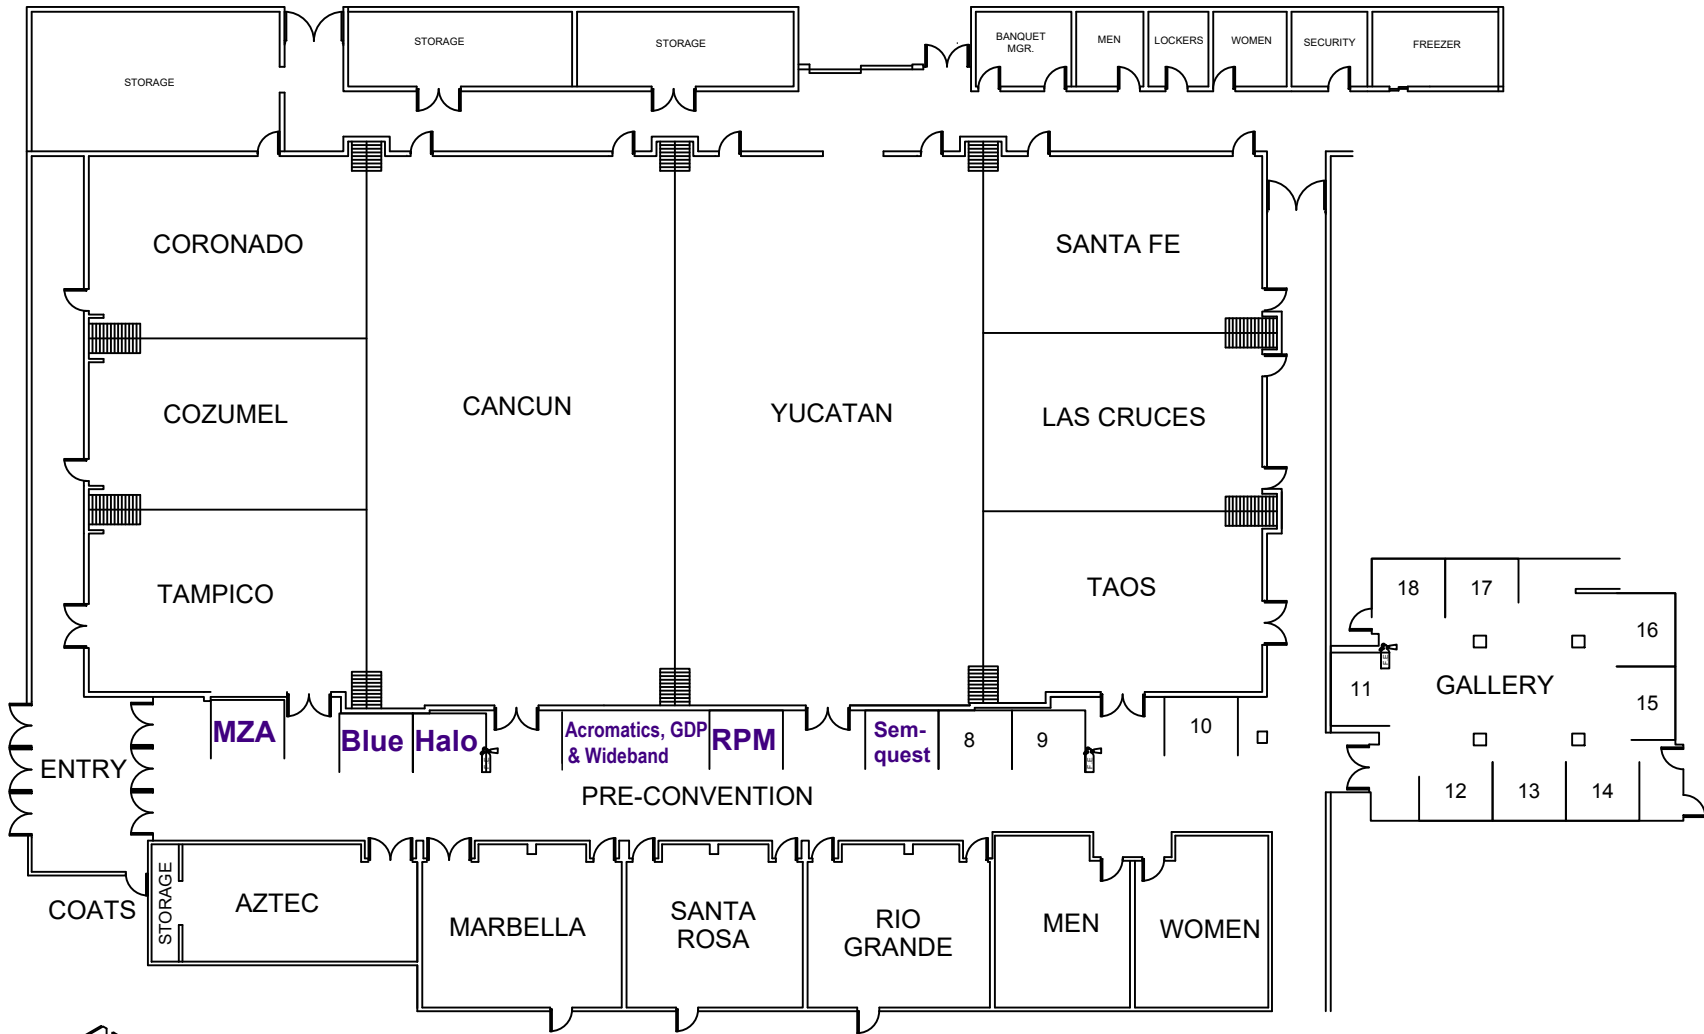 STORAGE
STORAGE
STORAGE
BANQUET
MGR.
MEN
LOCKERS
WOMEN
SECURITY
FREEZER
CORONADO
SANTA FE
COZUMEL
CANCUN
YUCATAN
LAS CRUCES
TAMPICO
TAOS
18
17
16
11
GALLERY
15
MZA
Blue Halo
Acromatics, GDP
& Wideband
RPM
Sem-
quest
8
9
10
F.E.
F.E.
F.E.
ENTRY
PRE-CONVENTION
12
13
14
COATS
STORAGE
AZTEC
MARBELLA
SANTA
ROSA
RIO
GRANDE
MEN
WOMEN